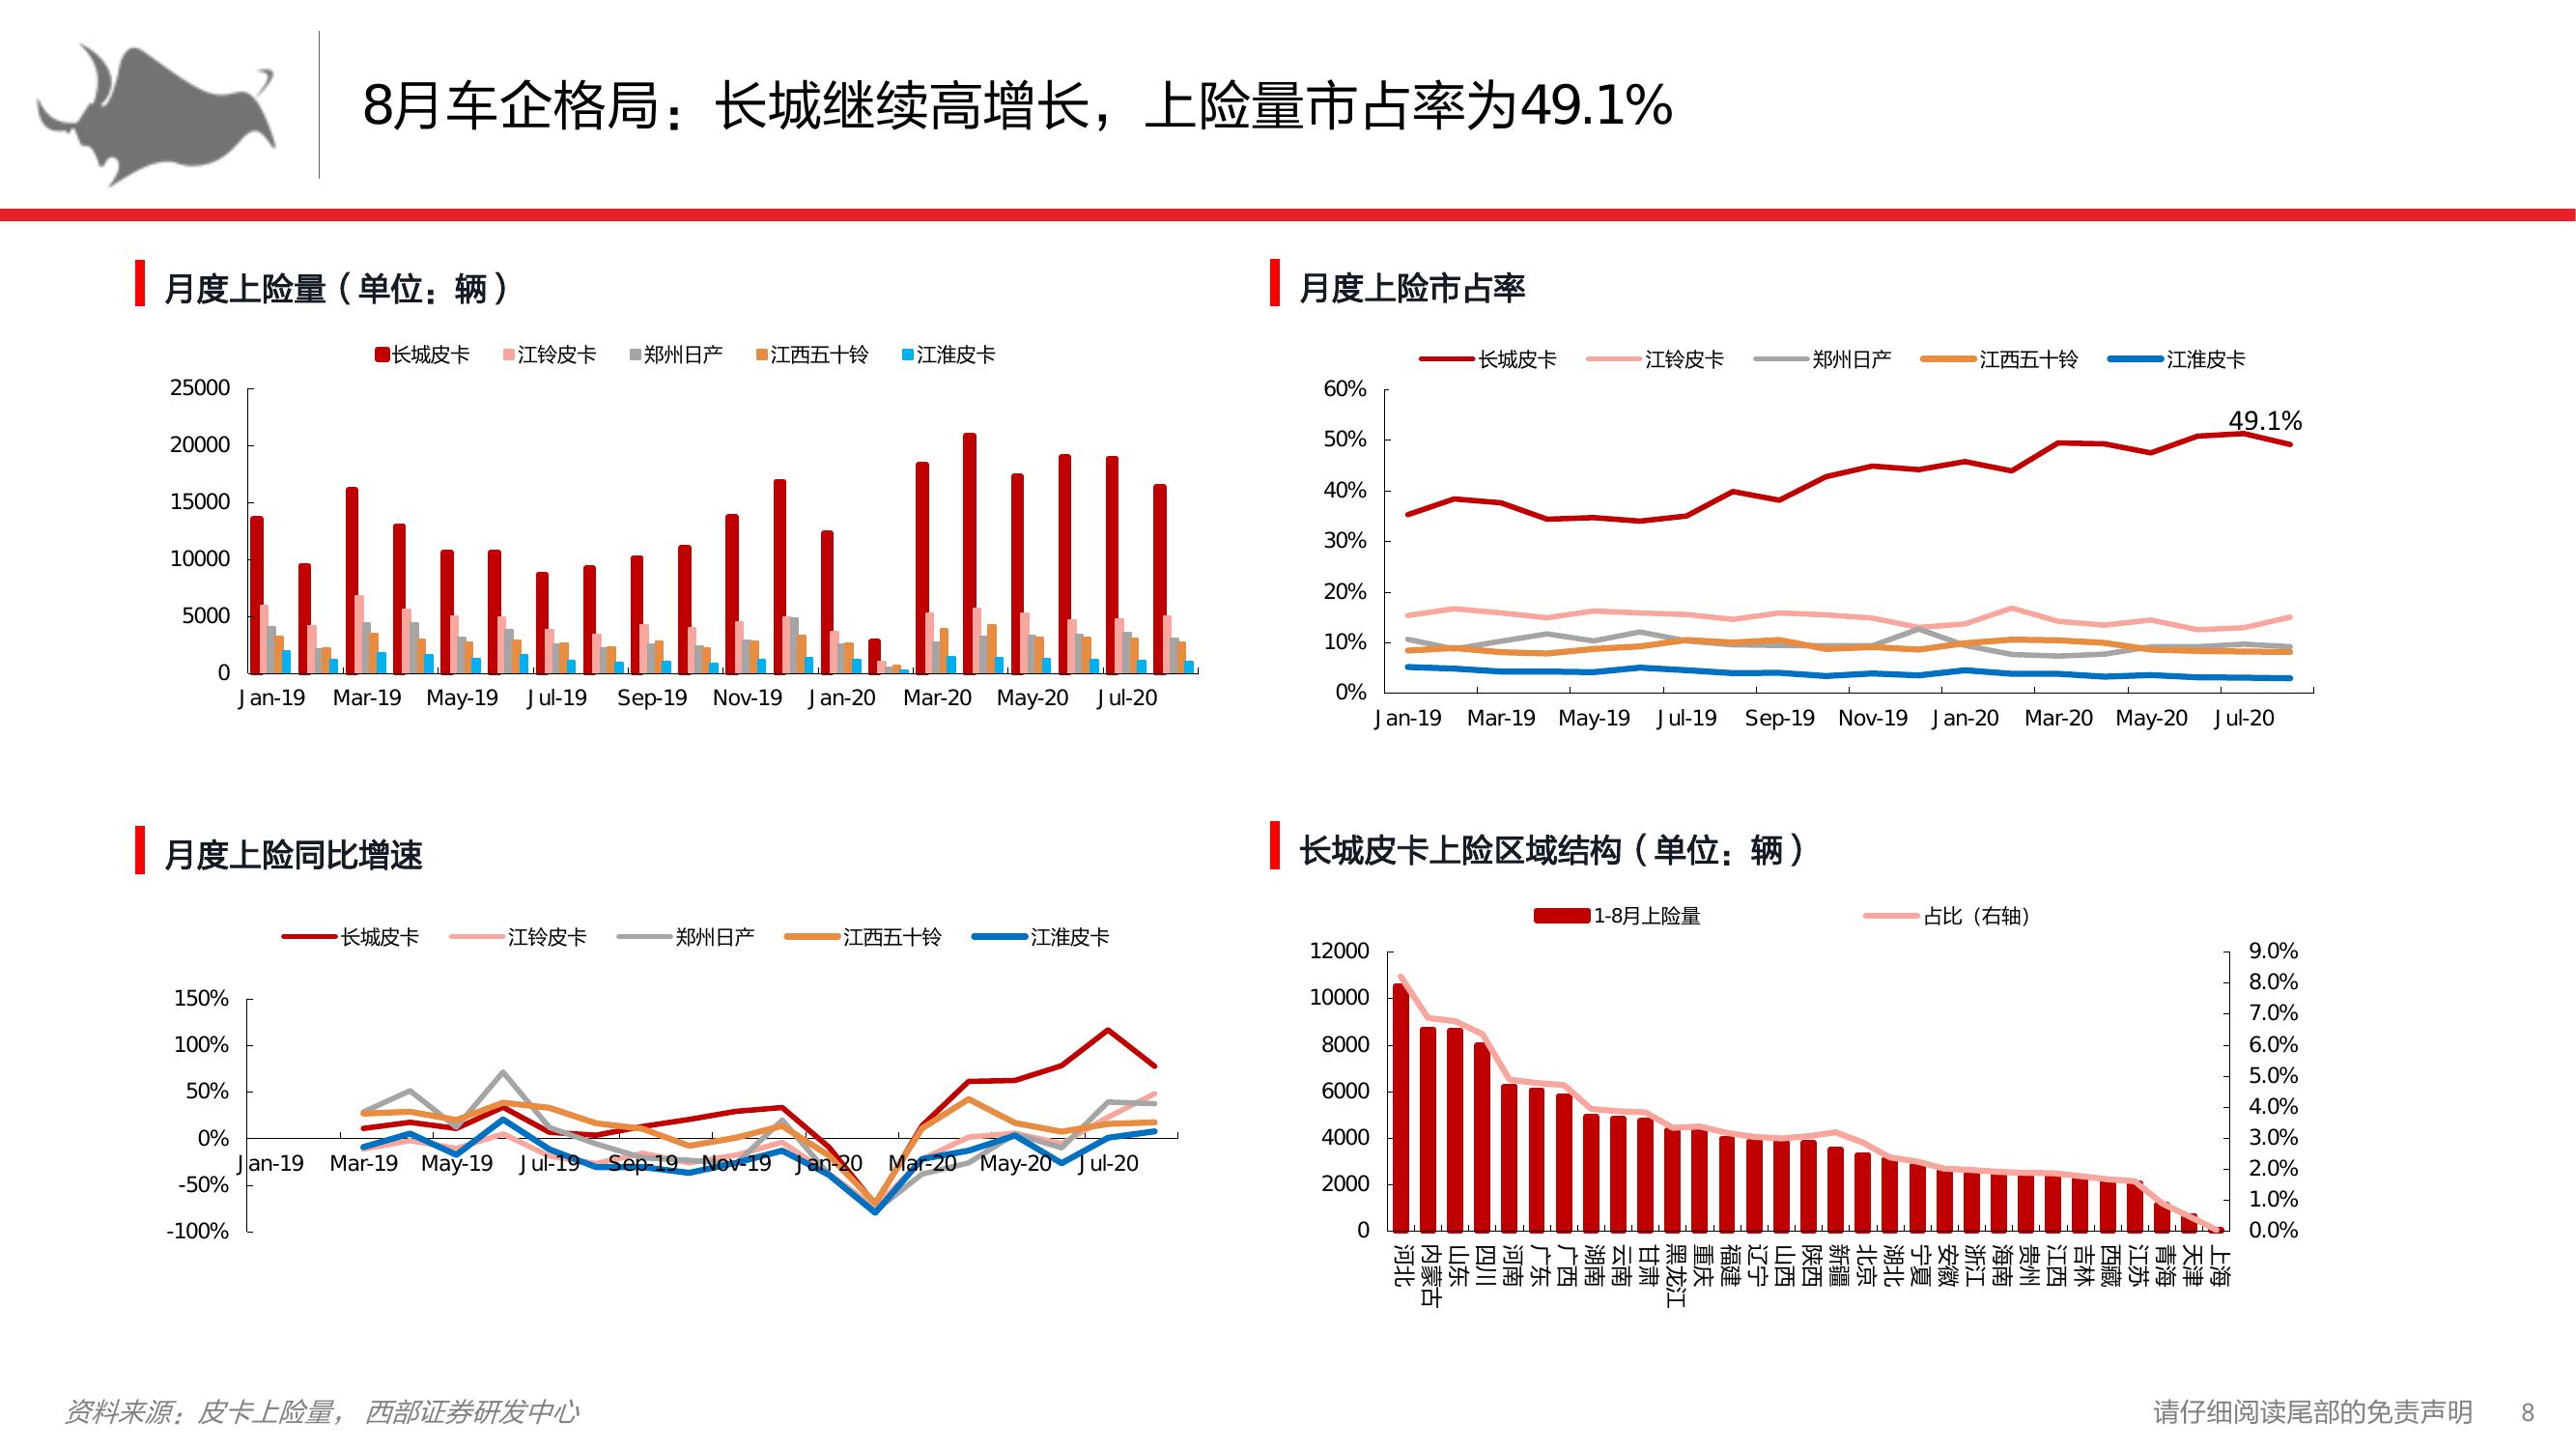 8月车企格局：长城继续高增长，上险量市占率为49.1%
月度上险量（单位：辆）
长城皮卡 江铃皮卡 郑州日产 江西五十铃 江淮皮卡
25000
20000
15000
10000
5000
0
Jan-19 Mar-19 May-19 Jul-19 Sep-19 Nov-19 Jan-20 Mar-20 May-20 Jul-20
月度上险市占率
长城皮卡 江铃皮卡 郑州日产 江西五十铃 江淮皮卡
60%
49.1%
50%
40%
30%
20%
10%
0%
Jan-19 Mar-19 May-19 Jul-19 Sep-19 Nov-19 Jan-20 Mar-20 May-20 Jul-20
月度上险同比增速
长城皮卡 江铃皮卡 郑州日产 江西五十铃 江淮皮卡
150%
100%
50%
0%
Jan-19 Mar-19 May-19 Jul-19 Sep-19 Nov-19 Jan-20 Mar-20 May-20 Jul-20
-50%
-100%
长城皮卡上险区域结构（单位：辆）
1-8月上险量 占比（右轴）
12000
10000
8000
6000
4000
2000
0
9.0%
8.0%
7.0%
6.0%
5.0%
4.0%
3.0%
2.0%
1.0%
0.0%
河北
内蒙古
山东
四川
河南
广东
广西
湖南
云南
甘肃
黑龙江
重庆
福建
辽宁
山西
陕西
新疆
北京
湖北
宁夏
安徽
浙江
海南
贵州
江西
吉林
西藏
江苏
青海
天津
上海
资料来源：皮卡上险量， 西部证券研发中心
请仔细阅读尾部的免责声明 8